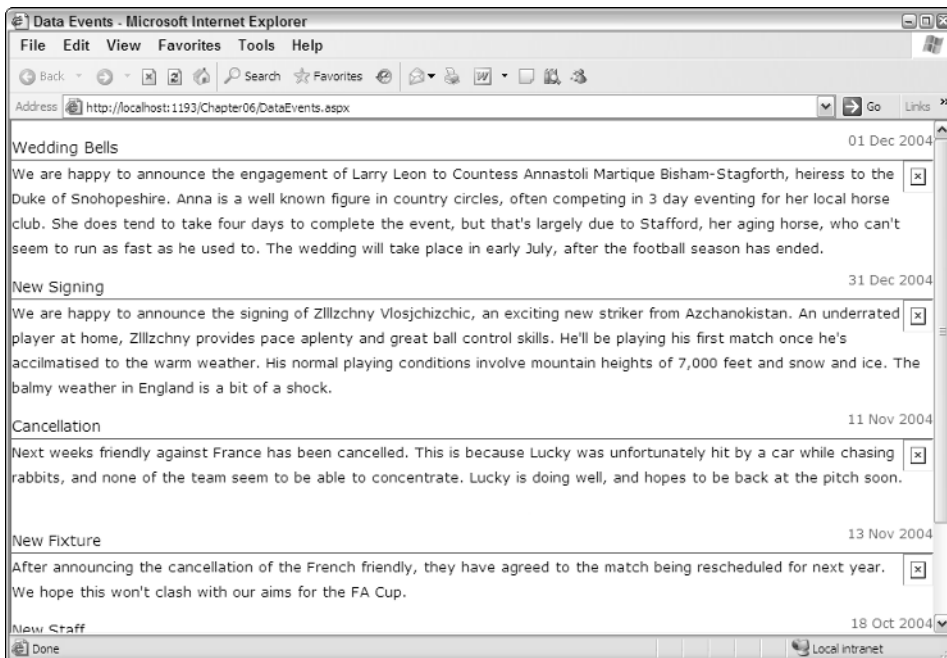 Data Events - Microsoft Internet Explorer
File Edit View Favorites Tools Help
Back Search Favorites
Address http://localhost:1193/Chapter06/DataEvents.aspx Go Links »
Wedding Bells 01 Dec 2004
We are happy to announce the engagement of Larry Leon to Countess Annastoli Martique Bisham-Stagforth, heiress to the
Duke of Snohopeshire. Anna is a well known figure in country circles, often competing in 3 day eventing for her local horse
club. She does tend to take four days to complete the event, but that's largely due to Stafford, her aging horse, who can't
seem to run as fast as he used to. The wedding will take place in early July, after the football season has ended.
New Signing 31 Dec 2004
We are happy to announce the signing of Zlllzchny Vlosjchizchic, an exciting new striker from Azchanokistan. An underrated
player at home, Zlllzchny provides pace aplenty and great ball control skills. He'll be playing his first match once he's
accilmatised to the warm weather. His normal playing conditions involve mountain heights of 7,000 feet and snow and ice. The
balmy weather in England is a bit of a shock.
Cancellation 11 Nov 2004
Next weeks friendly against France has been cancelled. This is because Lucky was unfortunately hit by a car while chasing
rabbits, and none of the team seem to be able to concentrate. Lucky is doing well, and hopes to be back at the pitch soon.
New Fixture 13 Nov 2004
After announcing the cancellation of the French friendly, they have agreed to the match being rescheduled for next year.
We hope this won't clash with our aims for the FA Cup.
New Staff 18 Oct 2004
Done Local intranet